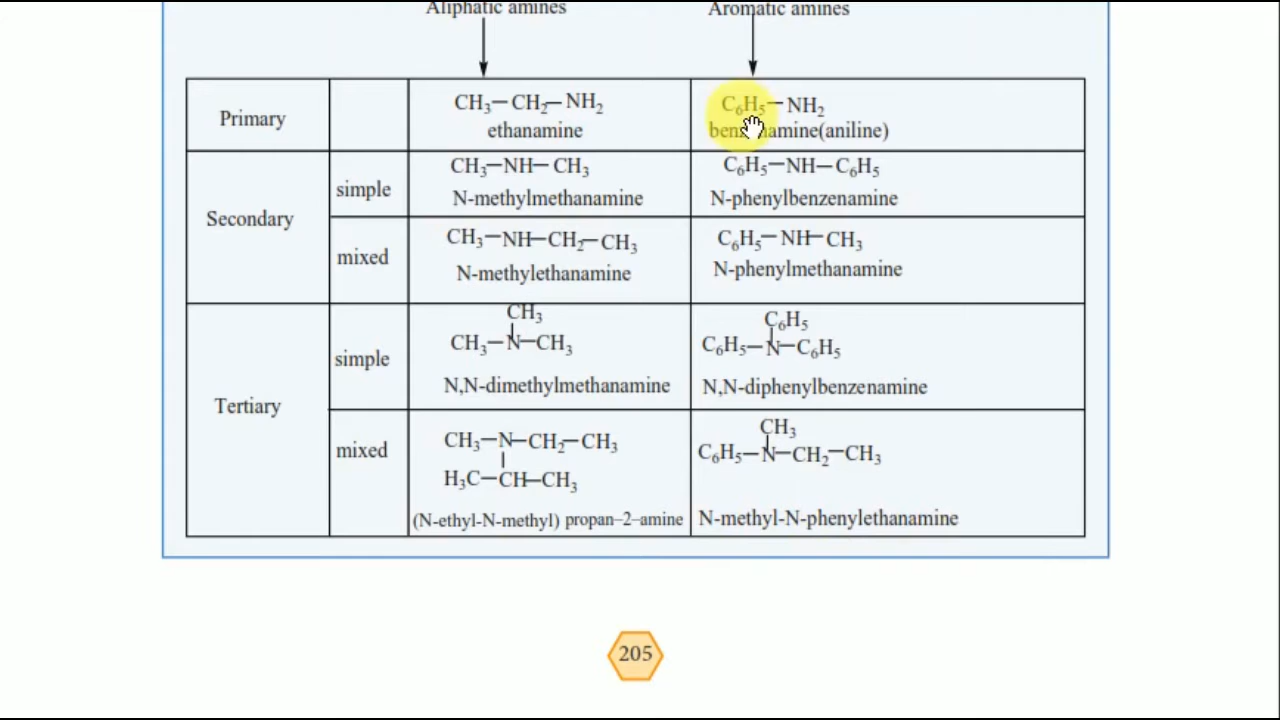 Aliphatic amines
Aromatic amines
Primary
CH₃–CH₂–NH₂
ethanamine
C₆H₅–NH₂
(aniline)
Secondary
simple
CH₃–NH–CH₃
N-methylmethanamine
C₆H₅–NH–C₆H₅
N-phenylbenzenamine
mixed
CH₃–NH–CH₂–CH₃
N-methylethanamine
C₆H₅–NH–CH₃
N-phenylmethanamine
Tertiary
simple
CH₃
CH₃–N–CH₃
N,N-dimethylmethanamine
C₆H₅
C₆H₅–N–C₆H₅
N,N-diphenylbenzenamine
mixed
CH₃–N–CH₂–CH₃
H₃C–CH–CH₃
(N-ethyl-N-methyl) propan–2–amine
CH₃
C₆H₅–N–CH₂–CH₃
N-methyl-N-phenylethanamine
205